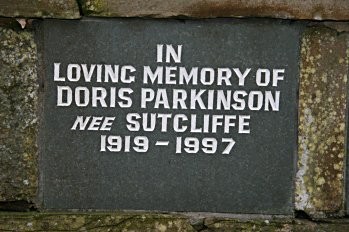 IN
LOVING MEMORY OF
DORIS PARKINSON
NEE SUTCLIFFE
1919 - 1997